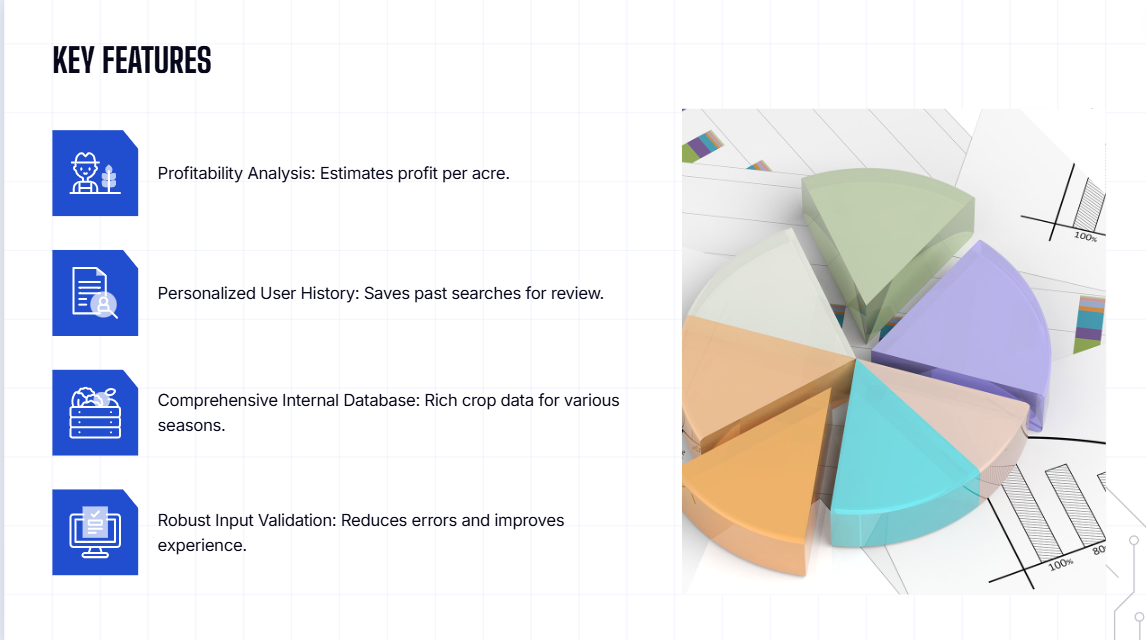 KEY FEATURES
Profitability Analysis: Estimates profit per acre.
Personalized User History: Saves past searches for review.
Comprehensive Internal Database: Rich crop data for various
seasons.
Robust Input Validation: Reduces errors and improves
experience.
100%
100%
80